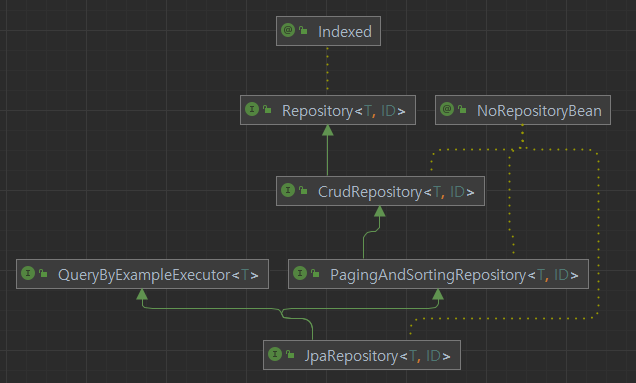 @ Indexed
I Repository<T, ID>
@ NoRepositoryBean
I CrudRepository<T, ID>
I QueryByExampleExecutor<T>
I PagingAndSortingRepository<T, ID>
I JpaRepository<T, ID>